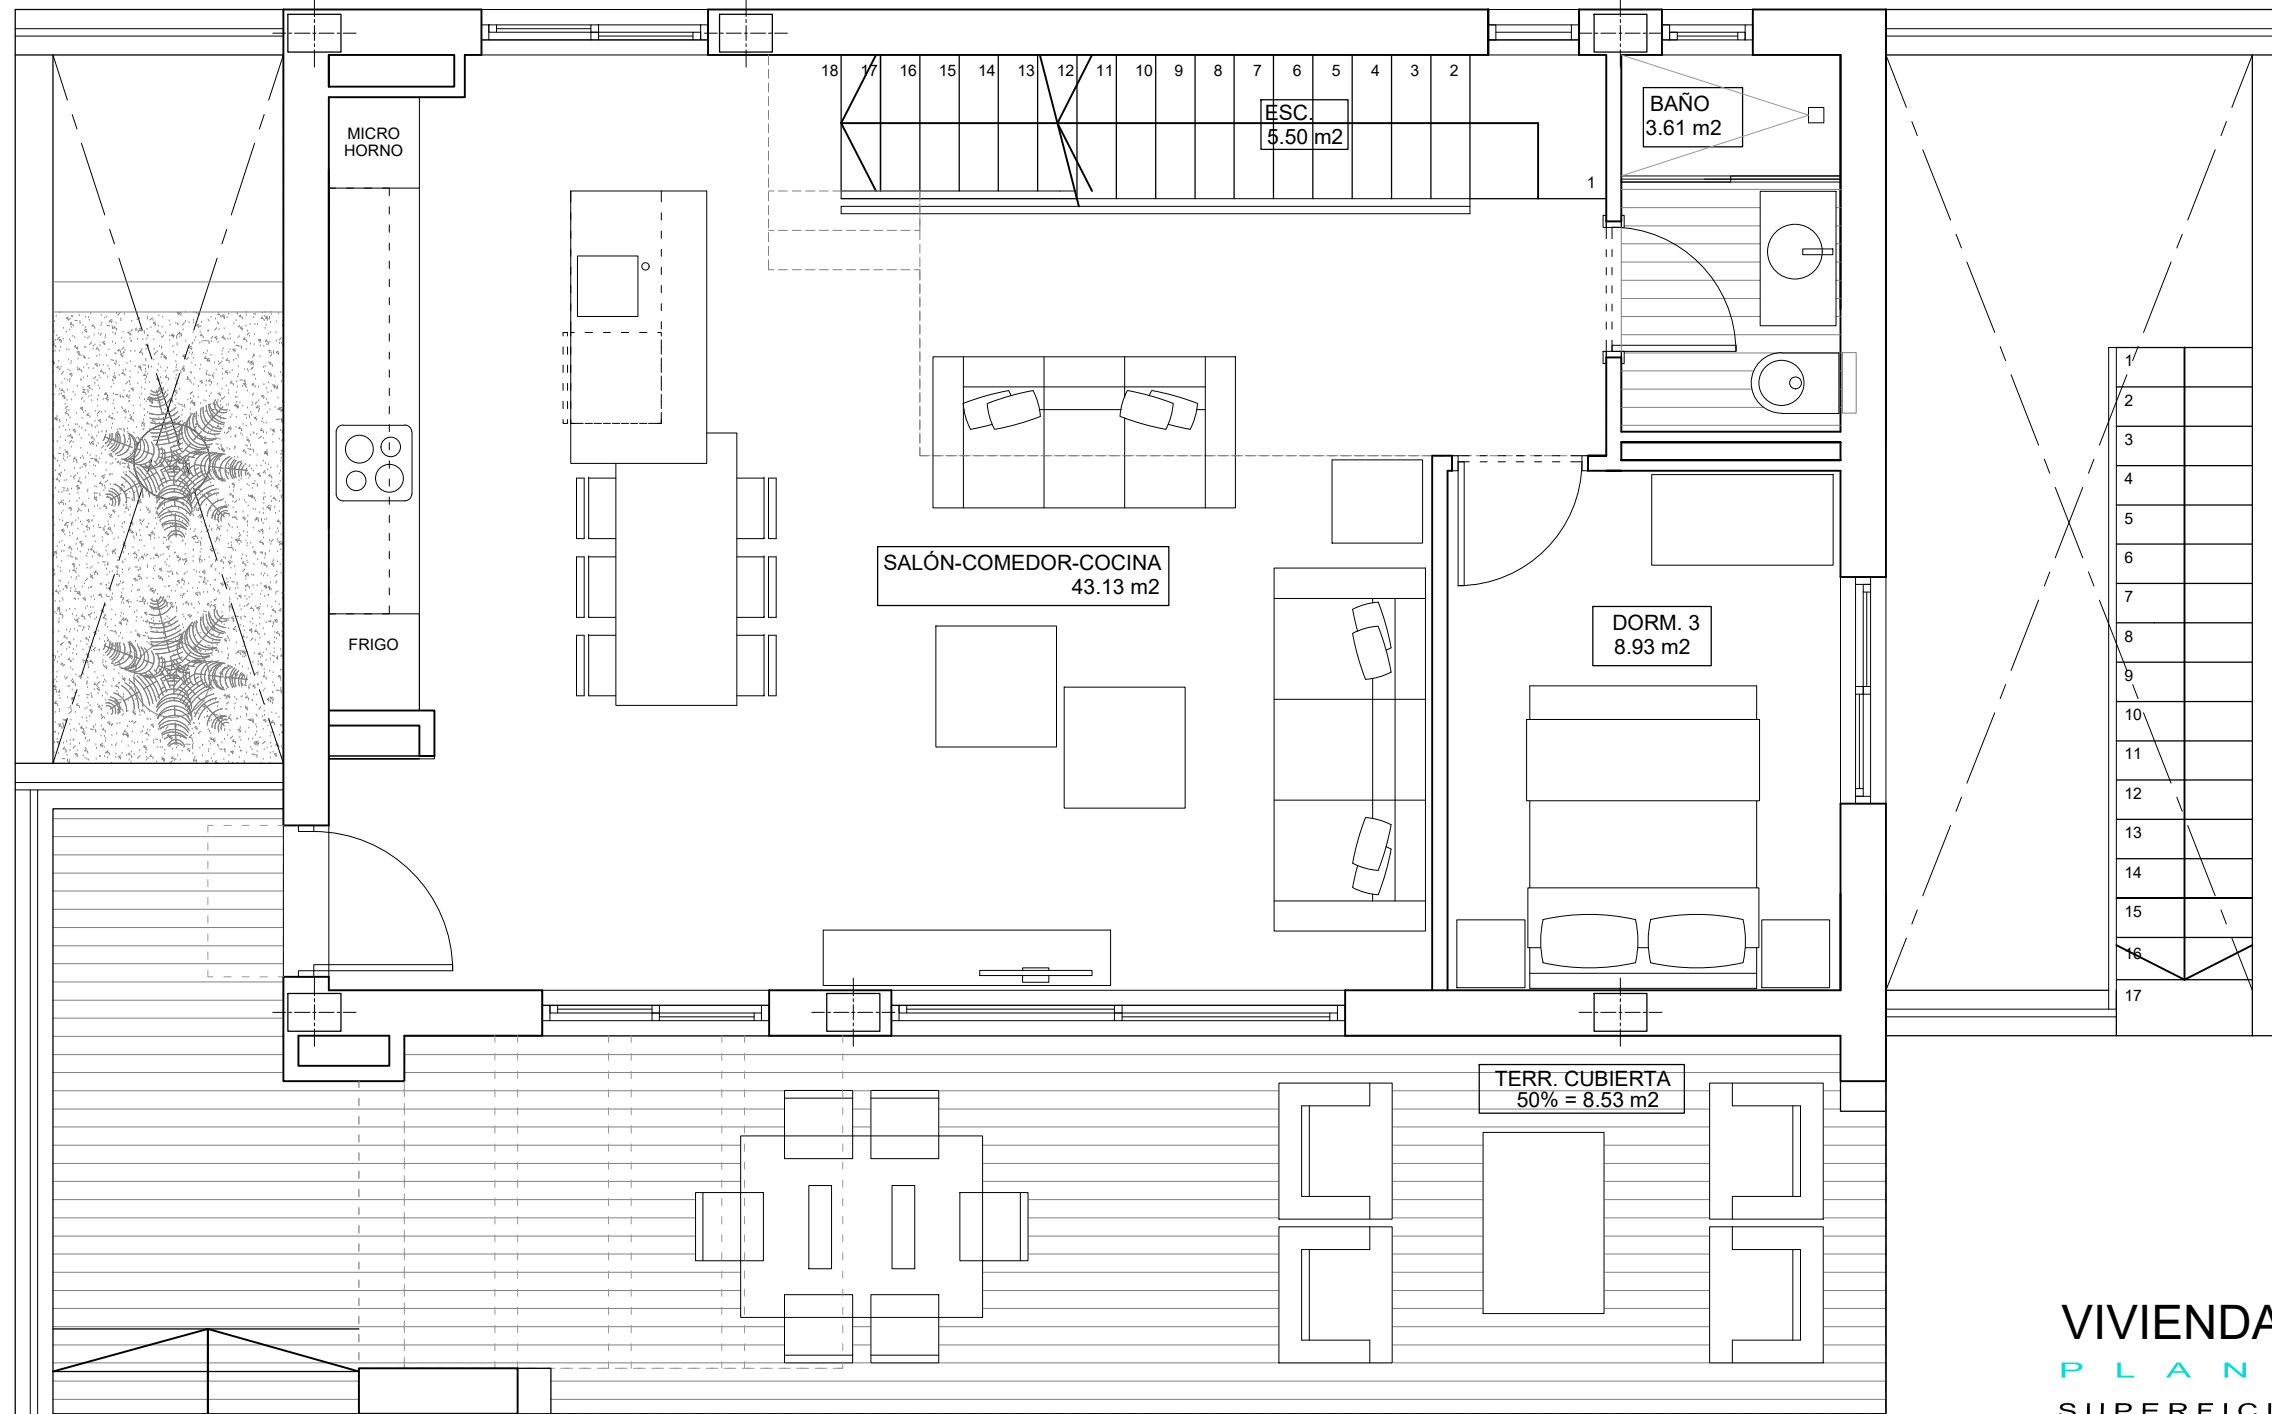 18 17 16 15 14 13 12 11 10 9 8 7 6 5 4 3 2
1
ESC.
5.50 m2
BAÑO
3.61 m2
MICRO
HORNO
FRIGO
SALÓN-COMEDOR-COCINA
43.13 m2
DORM. 3
8.93 m2
1
2
3
4
5
6
7
8
9
10
11
12
13
14
15
16
17
TERR. CUBIERTA
50% = 8.53 m2
VIVIENDA
PLAN
SUPERFICI